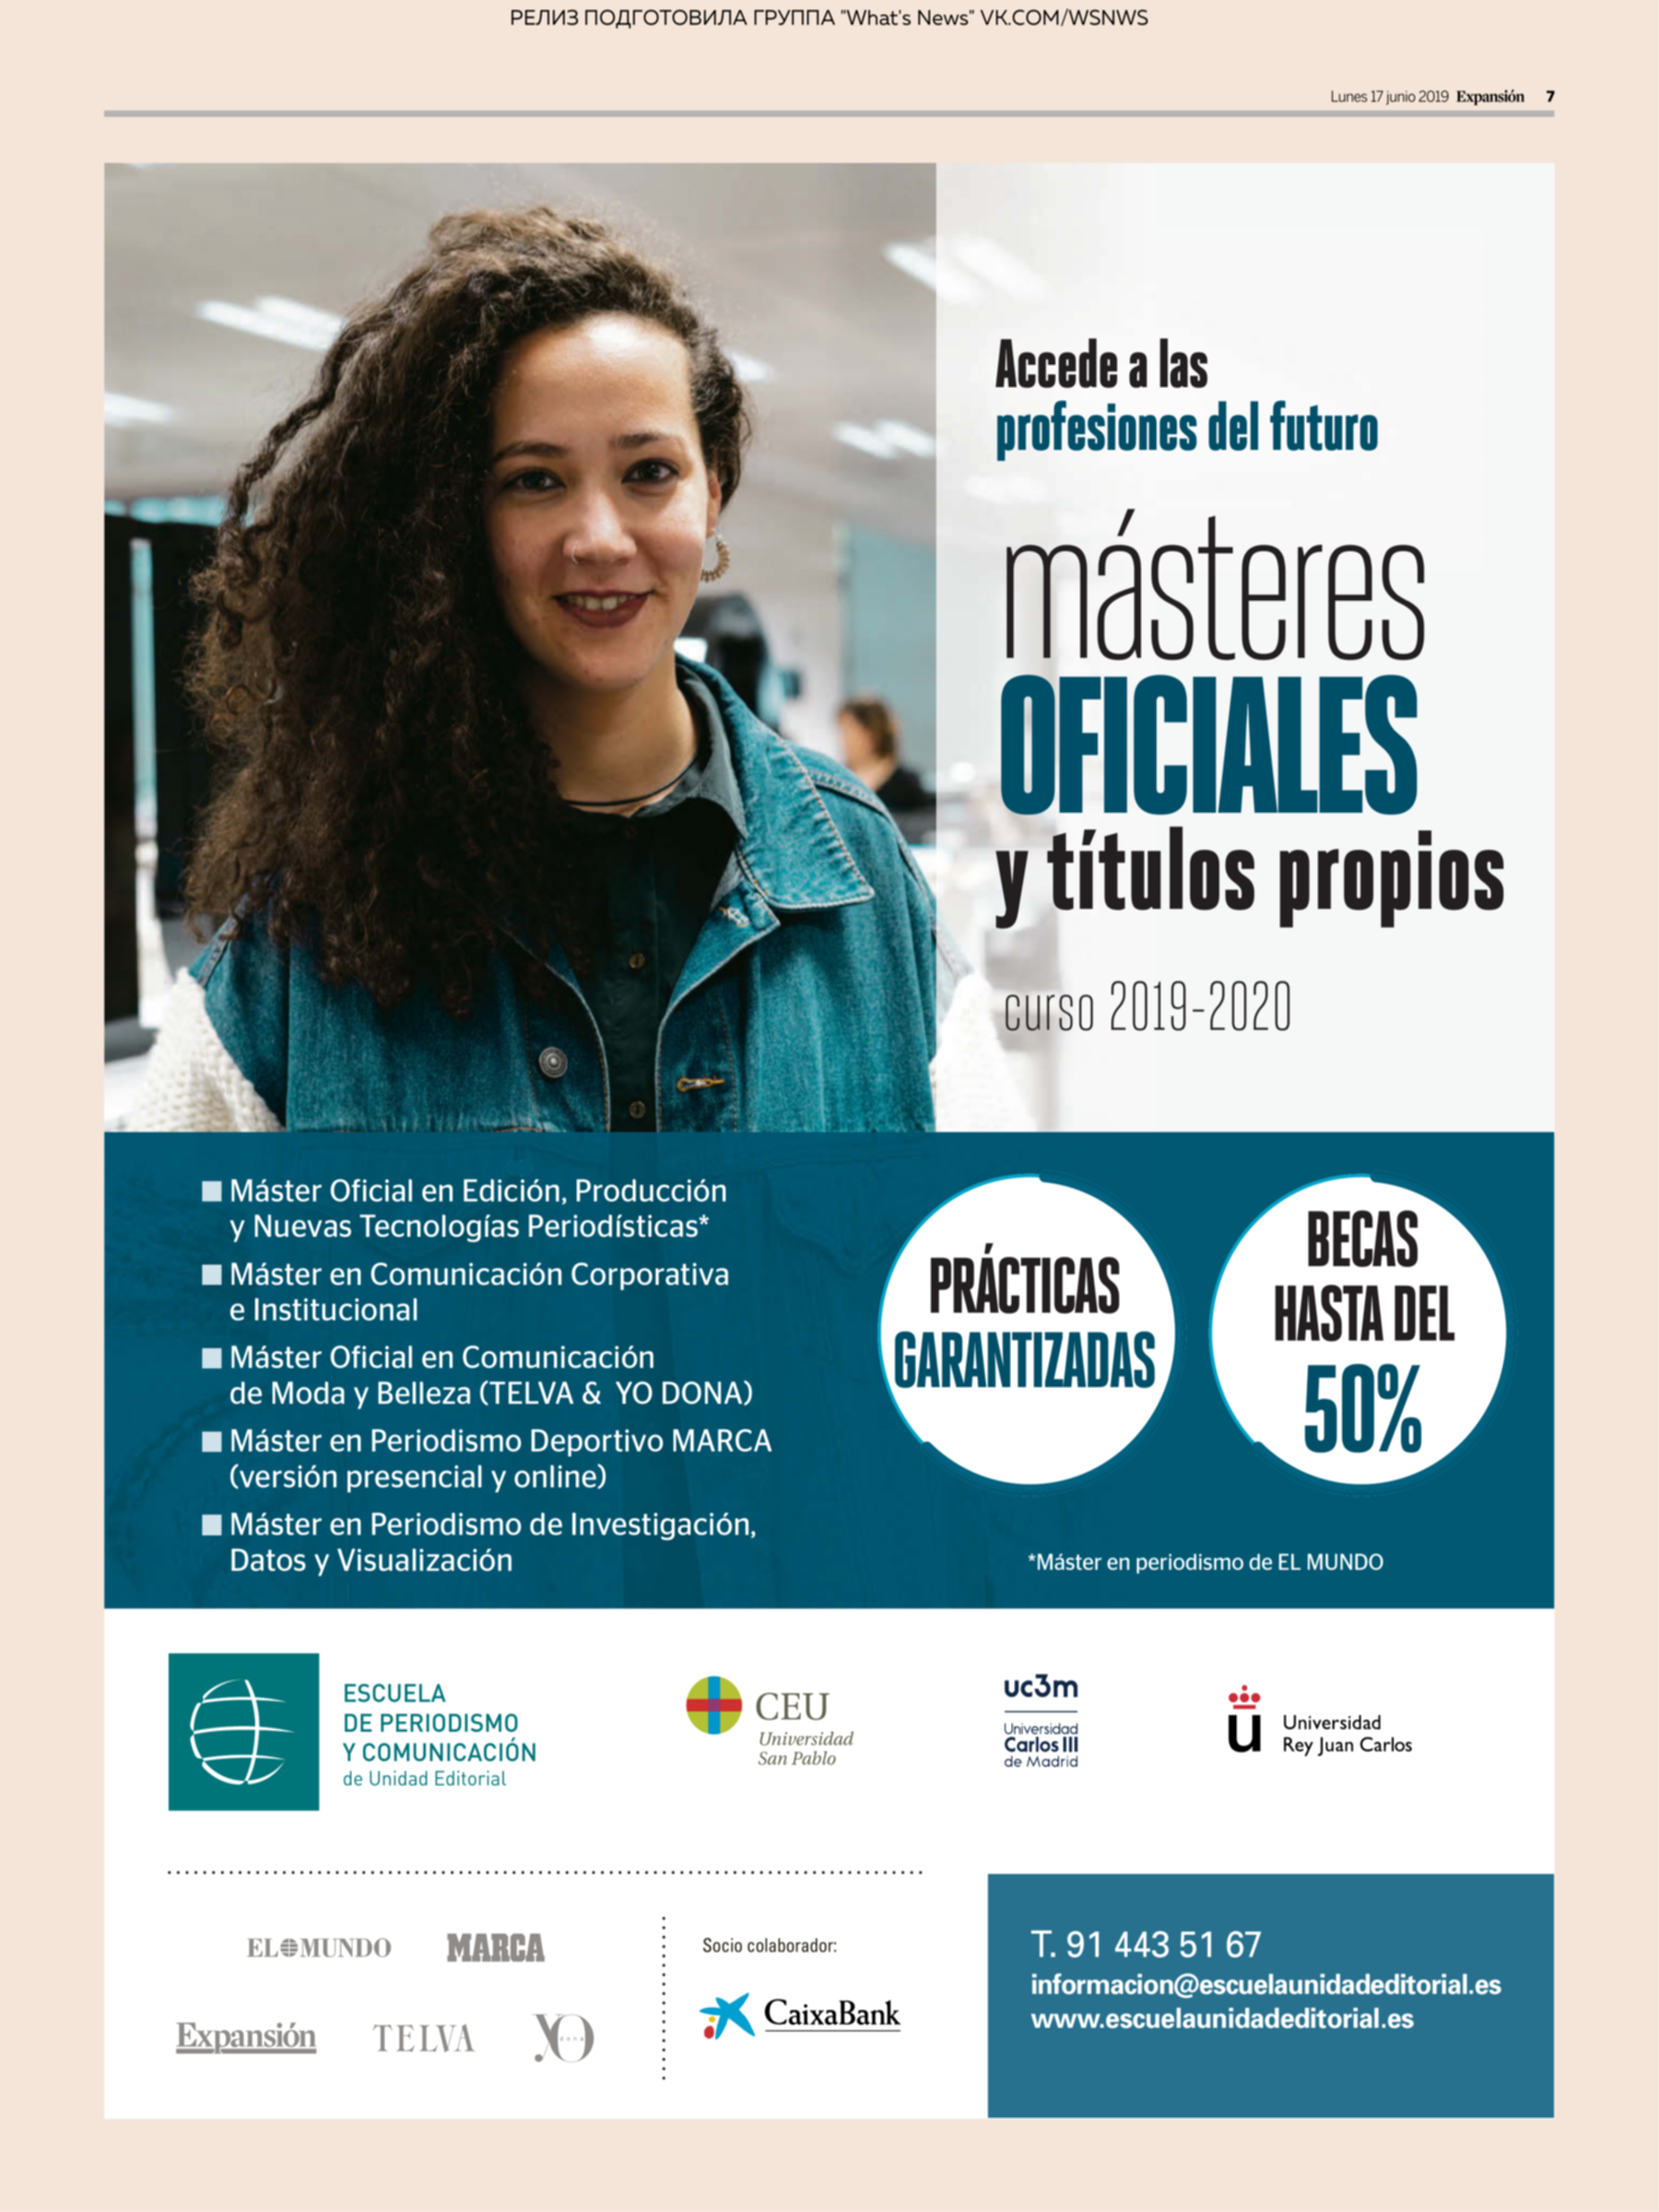 РЕЛИЗ ПОДГОТОВИЛА ГРУППА "What's News" VK.COM/WSNWS
Lunes 17 junio 2019 Expansión 7
Accede a las
profesiones del futuro
másteres
OFICIALES
y títulos propios
curso 2019-2020
Máster Oficial en Edición, Producción
y Nuevas Tecnologías Periodísticas*
Máster en Comunicación Corporativa
e Institucional
Máster Oficial en Comunicación
de Moda y Belleza (TELVA & YO DONA)
Máster en Periodismo Deportivo MARCA
(versión presencial y online)
Máster en Periodismo de Investigación,
Datos y Visualización
PRÁCTICAS
GARANTIZADAS
BECAS
HASTA DEL
50%
*Máster en periodismo de EL MUNDO
ESCUELA
DE PERIODISMO
Y COMUNICACIÓN
de Unidad Editorial
CEU
Universidad
San Pablo
uc3m
Universidad
Carlos III
de Madrid
u
Universidad
Rey Juan Carlos
EL MUNDO
MARCA
Expansión
TELVA
YO dona
Socio colaborador:
CaixaBank
T. 91 443 51 67
informacion@escuelaunidadeditorial.es
www.escuelaunidadeditorial.es